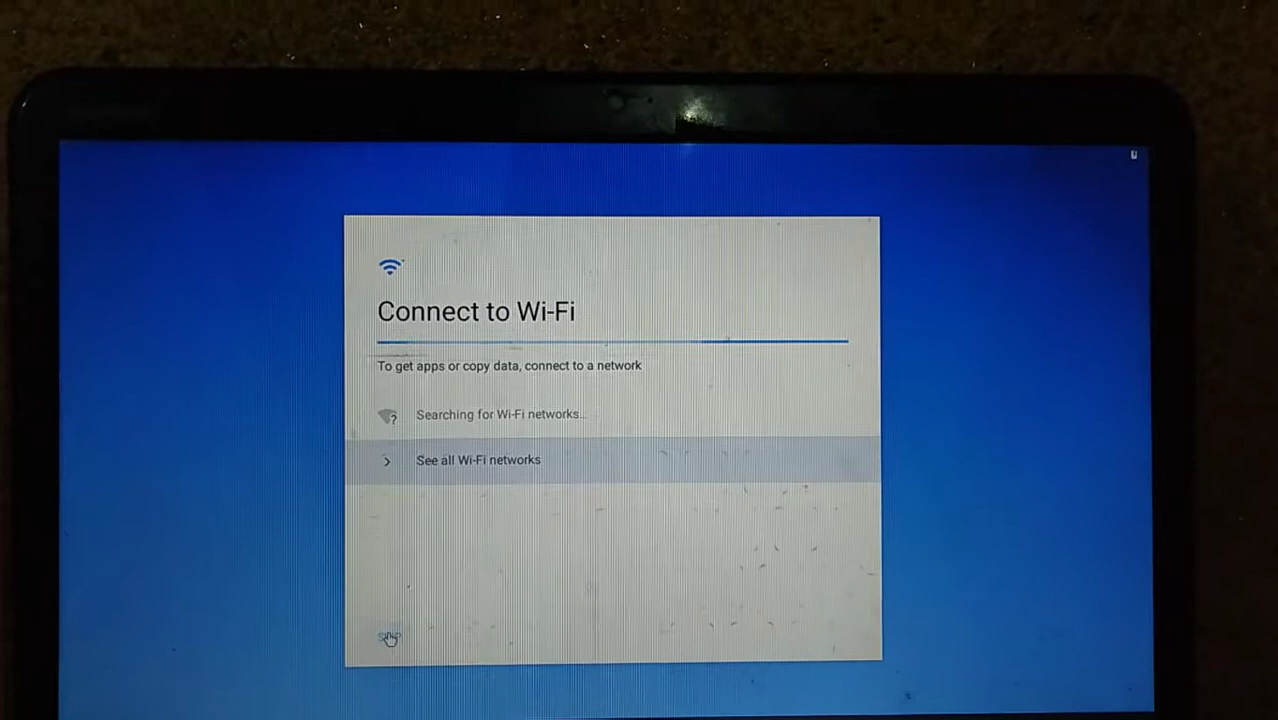 Connect to Wi-Fi
To get apps or copy data, connect to a network
Searching for Wi-Fi networks...
See all Wi-Fi networks